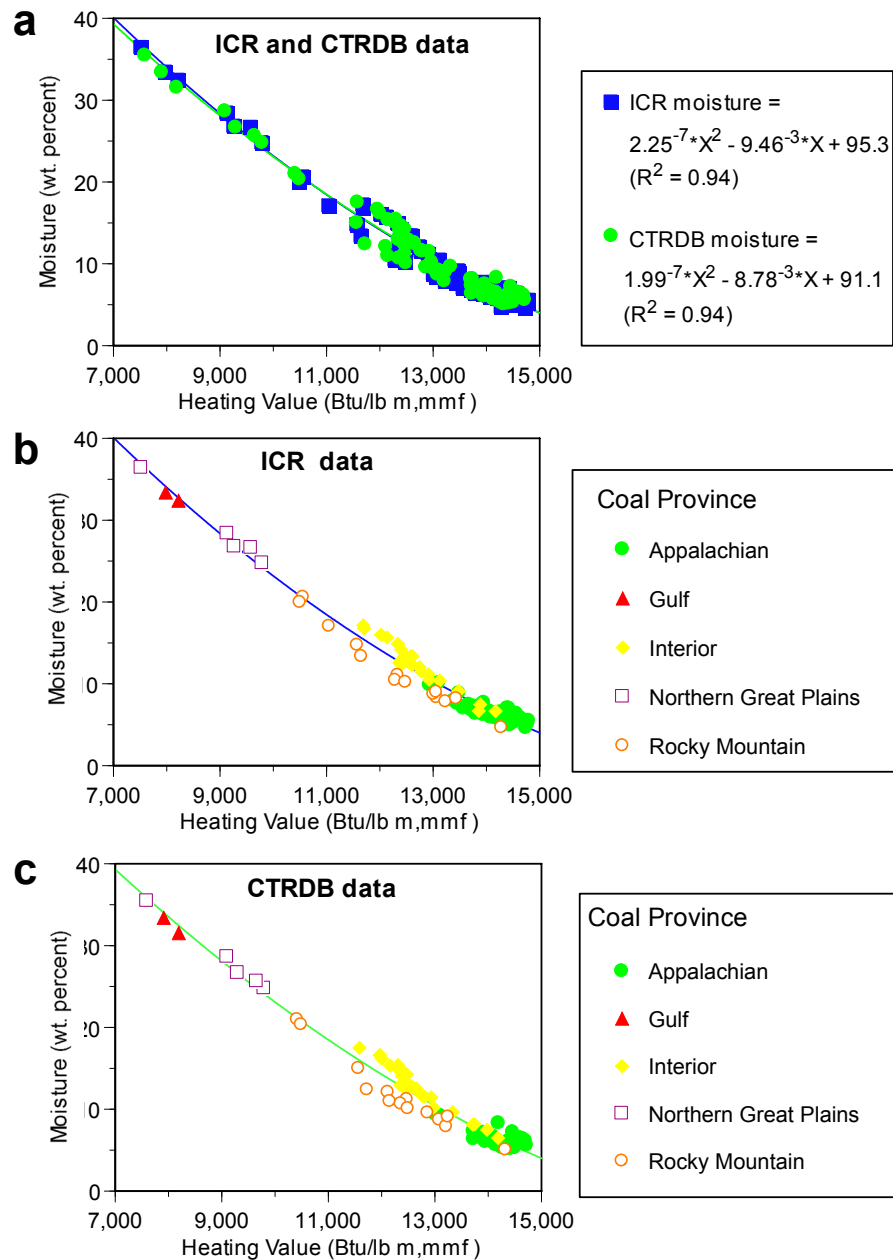 a
ICR and CTRDB data
40
30
20
10
0
7,000 9,000 11,000 13,000 15,000
Moisture (wt. percent)
Heating Value (Btu/lb m,mmf )
ICR moisture =
2.25⁻⁷*X² - 9.46⁻³*X + 95.3
(R² = 0.94)
CTRDB moisture =
1.99⁻⁷*X² - 8.78⁻³*X + 91.1
(R² = 0.94)
b
ICR data
40
30
20
10
0
7,000 9,000 11,000 13,000 15,000
Moisture (wt. percent)
Heating Value (Btu/lb m,mmf )
Coal Province
Appalachian
Gulf
Interior
Northern Great Plains
Rocky Mountain
c
CTRDB data
40
30
20
10
0
7,000 9,000 11,000 13,000 15,000
Moisture (wt. percent)
Heating Value (Btu/lb m,mmf )
Coal Province
Appalachian
Gulf
Interior
Northern Great Plains
Rocky Mountain